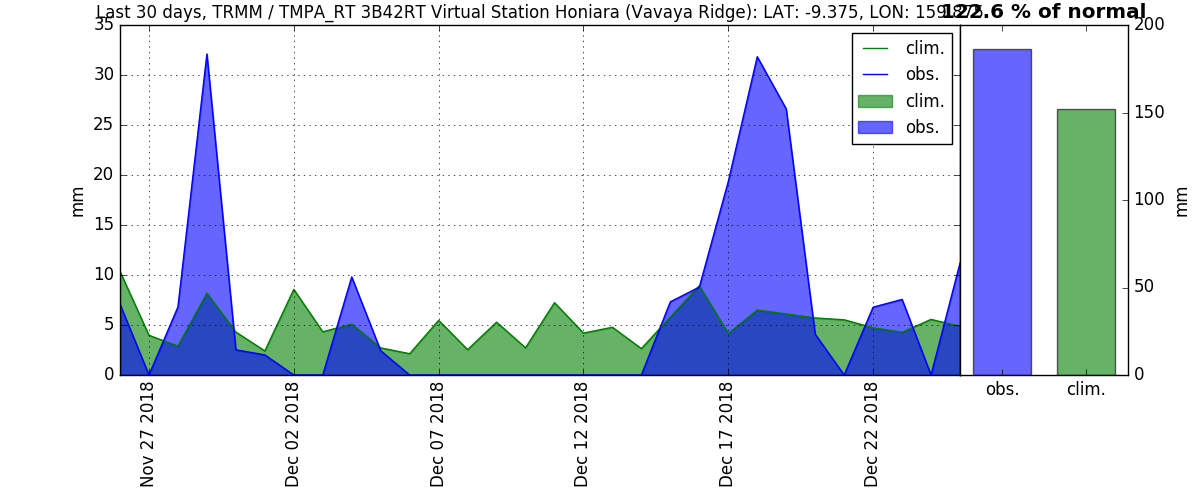 Last 30 days, TRMM / TMPA_RT 3B42RT Virtual Station Honiara (Vavaya Ridge): LAT: -9.375, LON:
122.6 % of normal
35
30
25
20
15
10
5
0
mm
clim.
obs.
clim.
obs.
200
150
100
50
0
mm
obs.
clim.
Nov 27 2018
Dec 02 2018
Dec 07 2018
Dec 12 2018
Dec 17 2018
Dec 22 2018